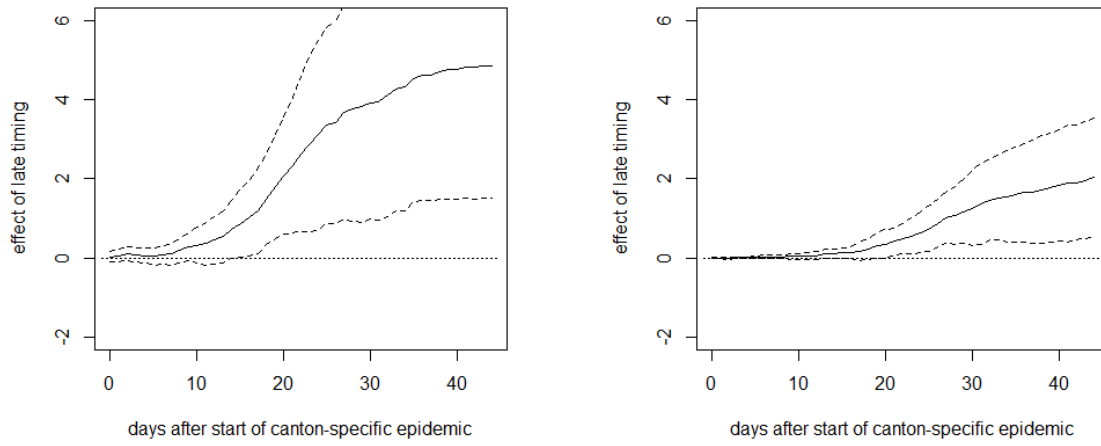 6
4
2
0
-2
effect of late timing
0 10 20 30 40
days after start of canton-specific epidemic
6
4
2
0
-2
effect of late timing
0 10 20 30 40
days after start of canton-specific epidemic